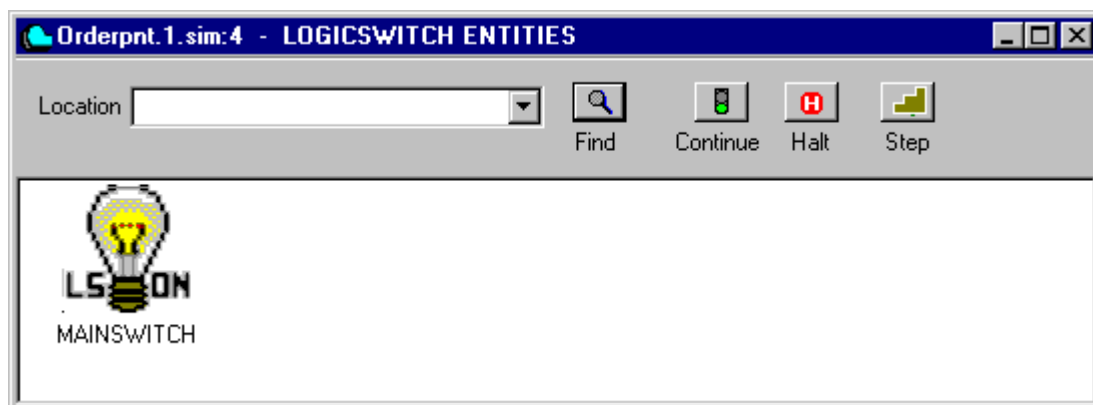 Orderpnt.1.sim:4 - LOGICSWITCH ENTITIES
Location
H
Find Continue Halt Step
LS ON
MAINSWITCH